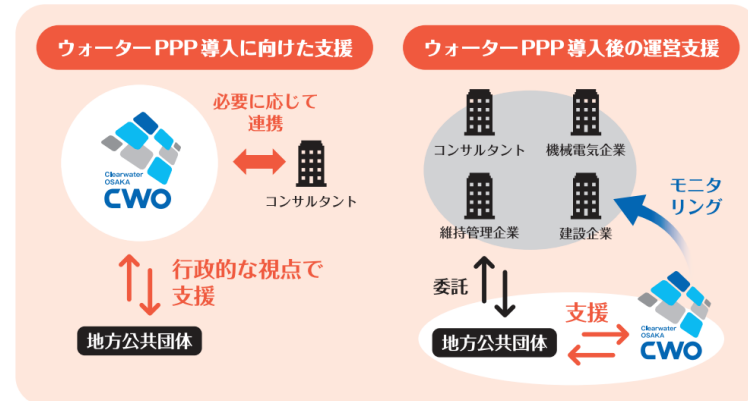 ウォーターPPP導入に向けた支援
必要に応じて
連携
Clearwater
OSAKA
CWO
コンサルタント
行政的な視点で
支援
地方公共団体
ウォーターPPP導入後の運営支援
コンサルタント
機械電気企業
維持管理企業
建設企業
モニタ
リング
委託
支援
地方公共団体
Clearwater
OSAKA
CWO